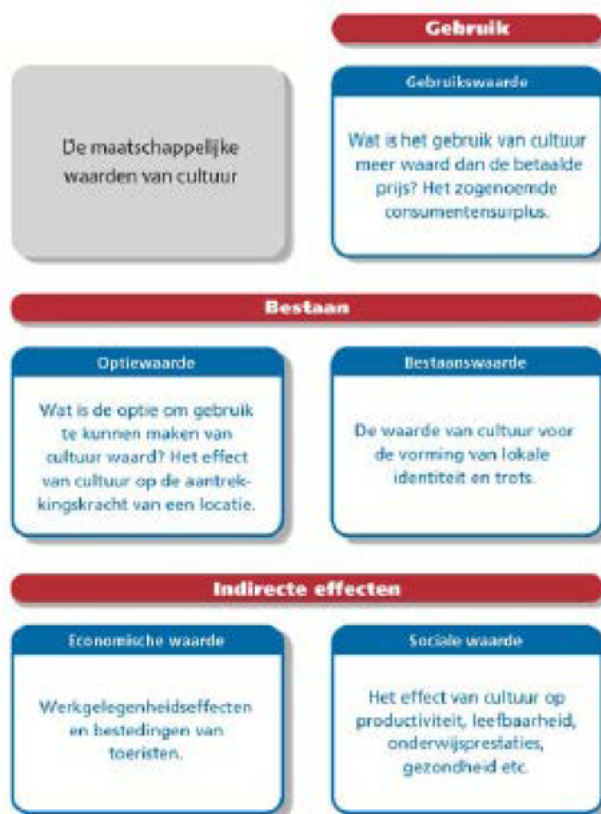 Gebruik
De maatschappelijke
waarden van cultuur
Gebruikswaarde
Wat is het gebruik van cultuur
meer waard dan de betaalde
prijs? Het zogenoemde
consumentensurplus.
Bestaan
Optiewaarde
Wat is de optie om gebruik
te kunnen maken van
cultuur waard? Het effect
van cultuur op de aantrek-
kingskracht van een locatie.
Bestaanswaarde
De waarde van cultuur voor
de vorming van lokale
identiteit en trots.
Indirecte effecten
Economische waarde
Werkgelegenheidseffecten
en bestedingen van
toeristen.
Sociale waarde
Het effect van cultuur op
productiviteit, leefbaarheid,
onderwijsprestaties,
gezondheid etc.